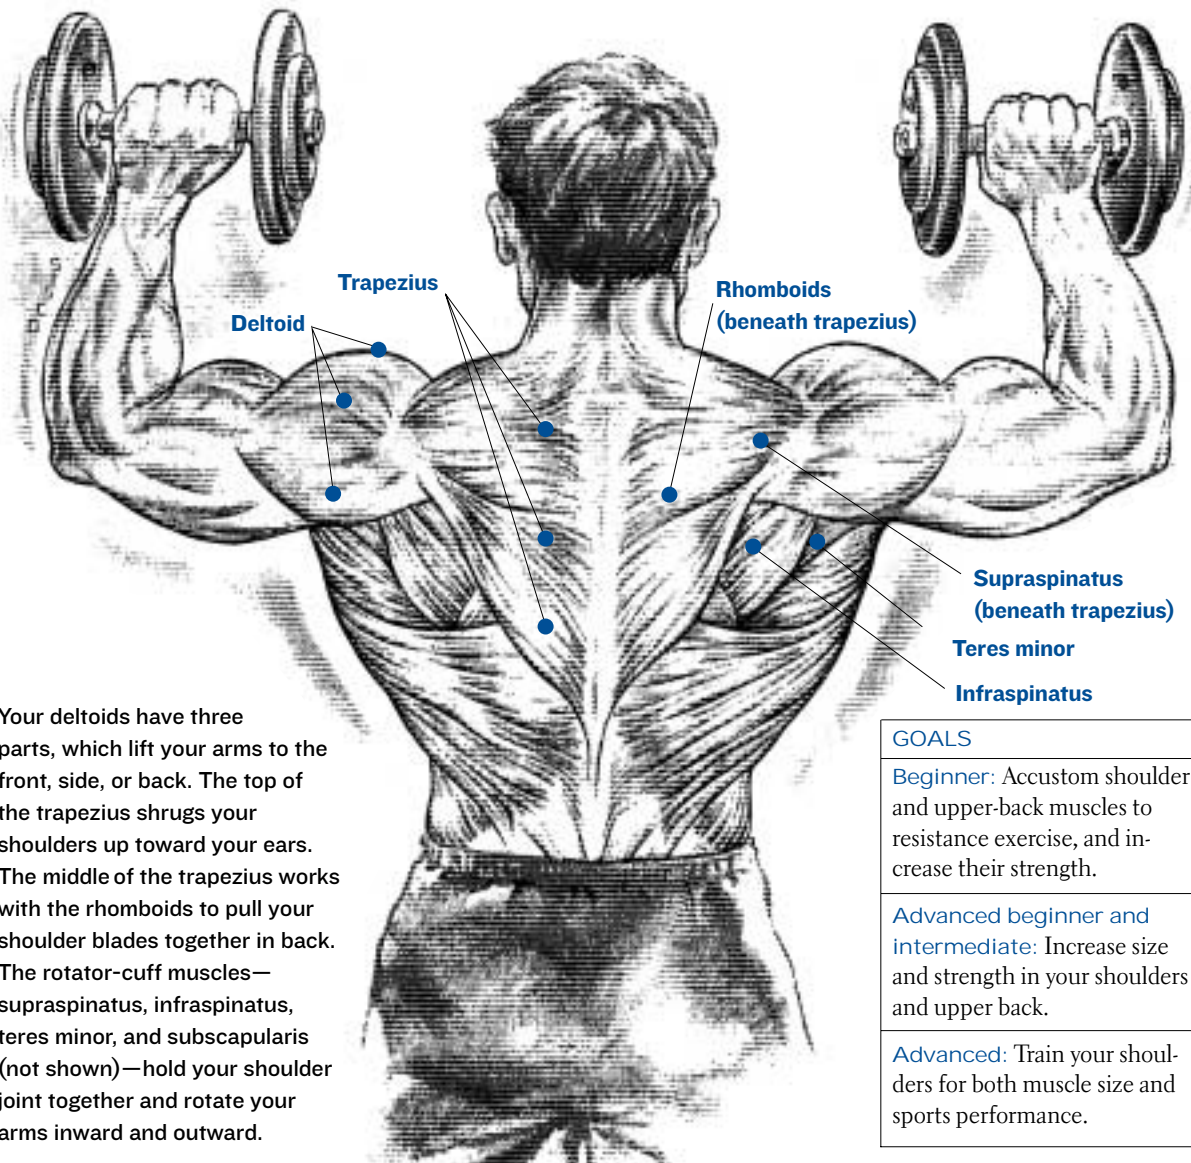 Trapezius
Deltoid
Rhomboids
(beneath trapezius)
Supraspinatus
(beneath trapezius)
Teres minor
Infraspinatus
Your deltoids have three
parts, which lift your arms to the
front, side, or back. The top of
the trapezius shrugs your
shoulders up toward your ears.
The middle of the trapezius works
with the rhomboids to pull your
shoulder blades together in back.
The rotator-cuff muscles—
supraspinatus, infraspinatus,
teres minor, and subscapularis
(not shown)—hold your shoulder
joint together and rotate your
arms inward and outward.
GOALS
Beginner: Accustom shoulder
and upper-back muscles to
resistance exercise, and in-
crease their strength.
Advanced beginner and
intermediate: Increase size
and strength in your shoulders
and upper back.
Advanced: Train your shoul-
ders for both muscle size and
sports performance.